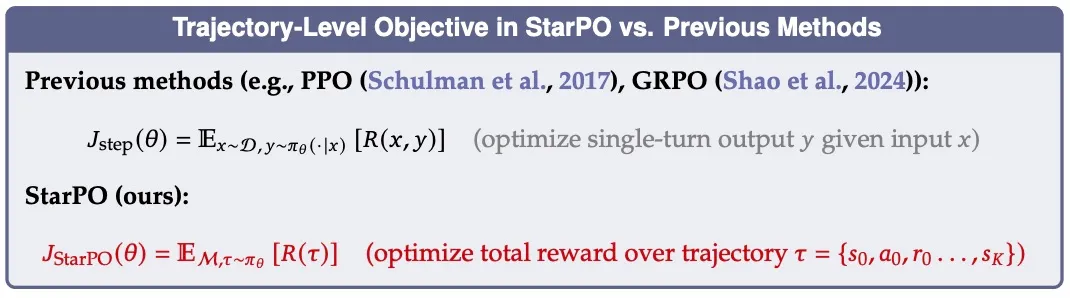 Trajectory-Level Objective in StarPO vs. Previous Methods
Previous methods (e.g., PPO (Schulman et al., 2017), GRPO (Shao et al., 2024)):
J_step(θ) = 𝔼_{x∼𝒟,y∼π_θ(·|x)} [R(x, y)] (optimize single-turn output y given input x)
StarPO (ours):
J_StarPO(θ) = 𝔼_{ℳ,τ∼π_θ} [R(τ)] (optimize total reward over trajectory τ = {s_0, a_0, r_0 . . . , s_K})